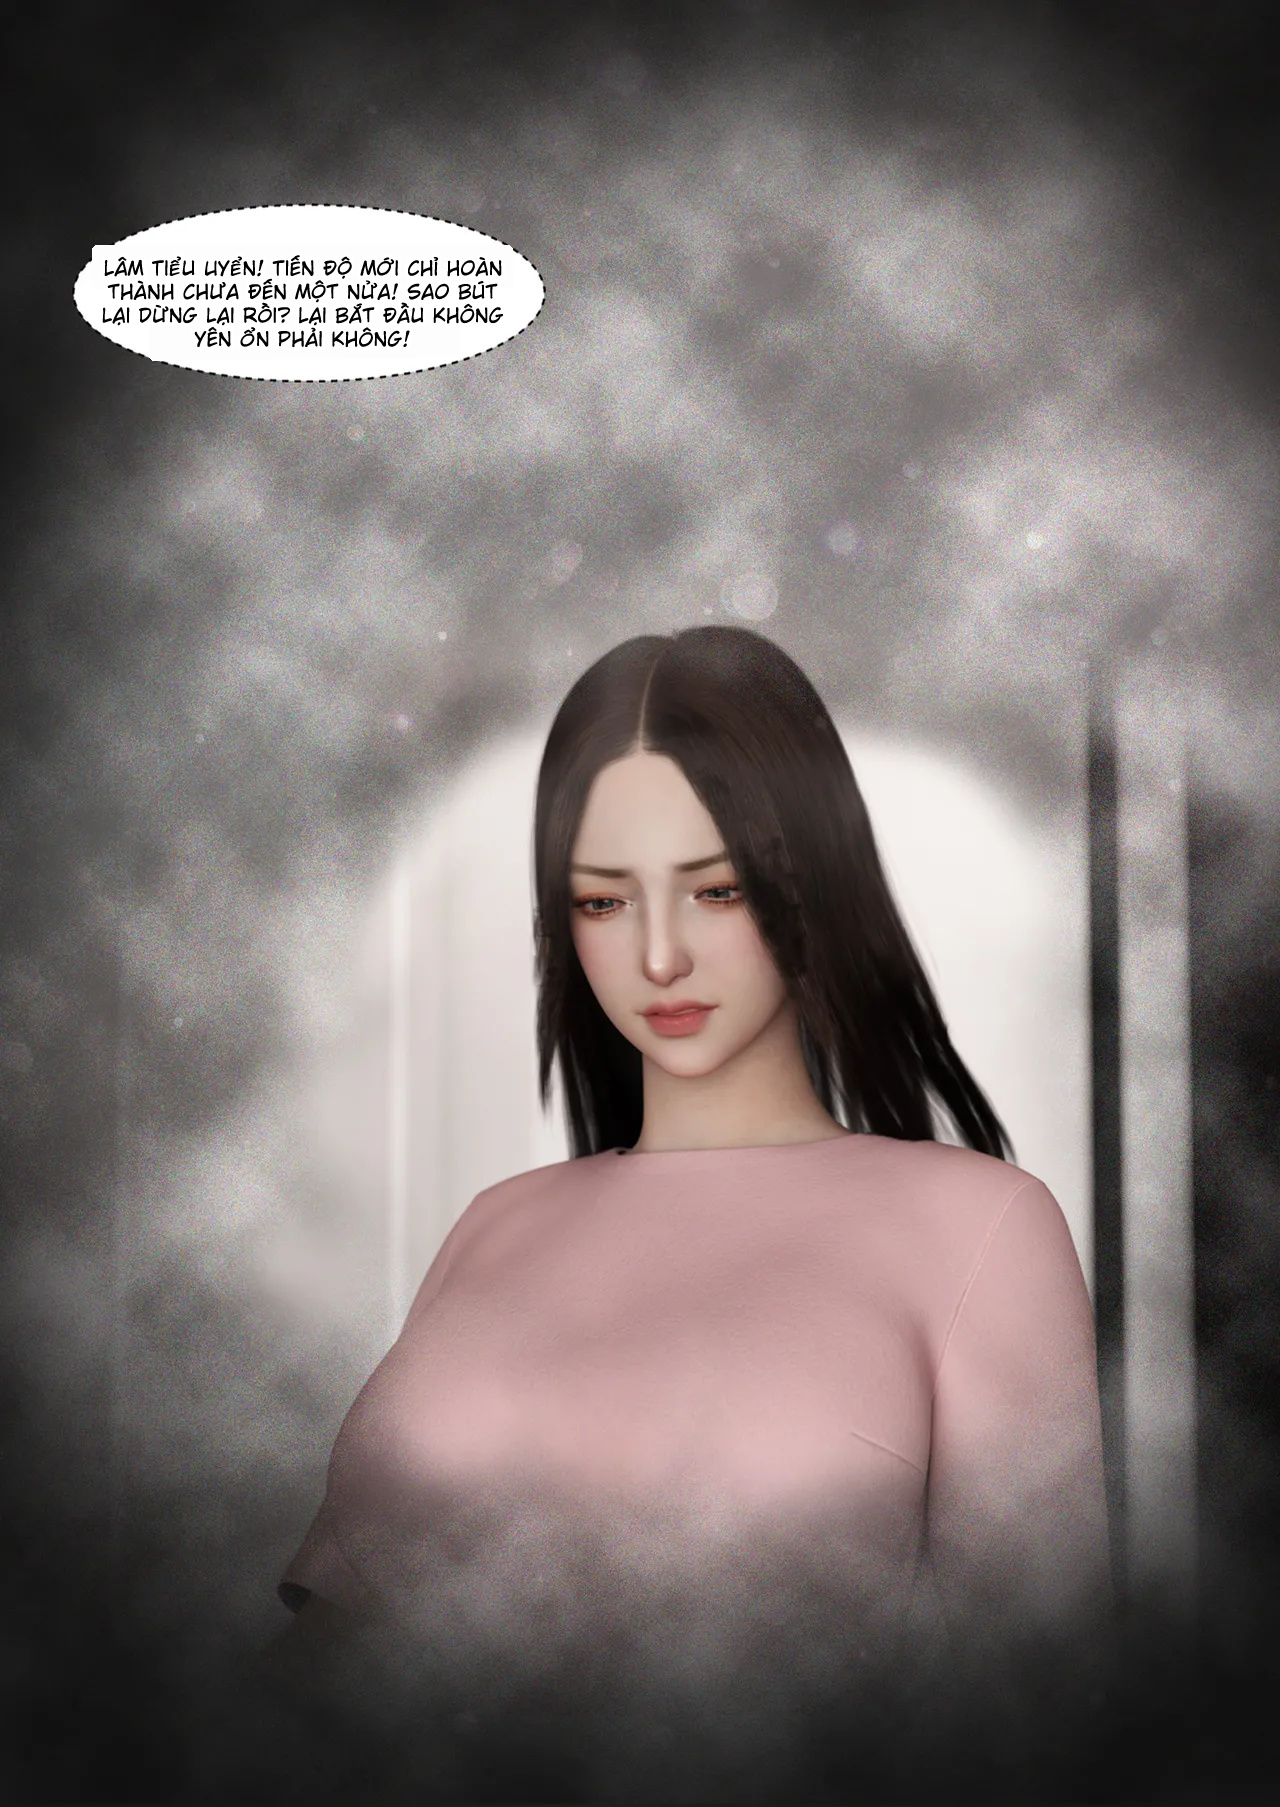 LÂM TIỂU UYỂN! TIẾN ĐỘ MỚI CHỈ HOÀN
THÀNH CHƯA ĐẾN MỘT NỬA! SAO BÚT
LẠI DỪNG LẠI RỒI? LẠI BẮT ĐẦU KHÔNG
YÊN ỔN PHẢI KHÔNG!